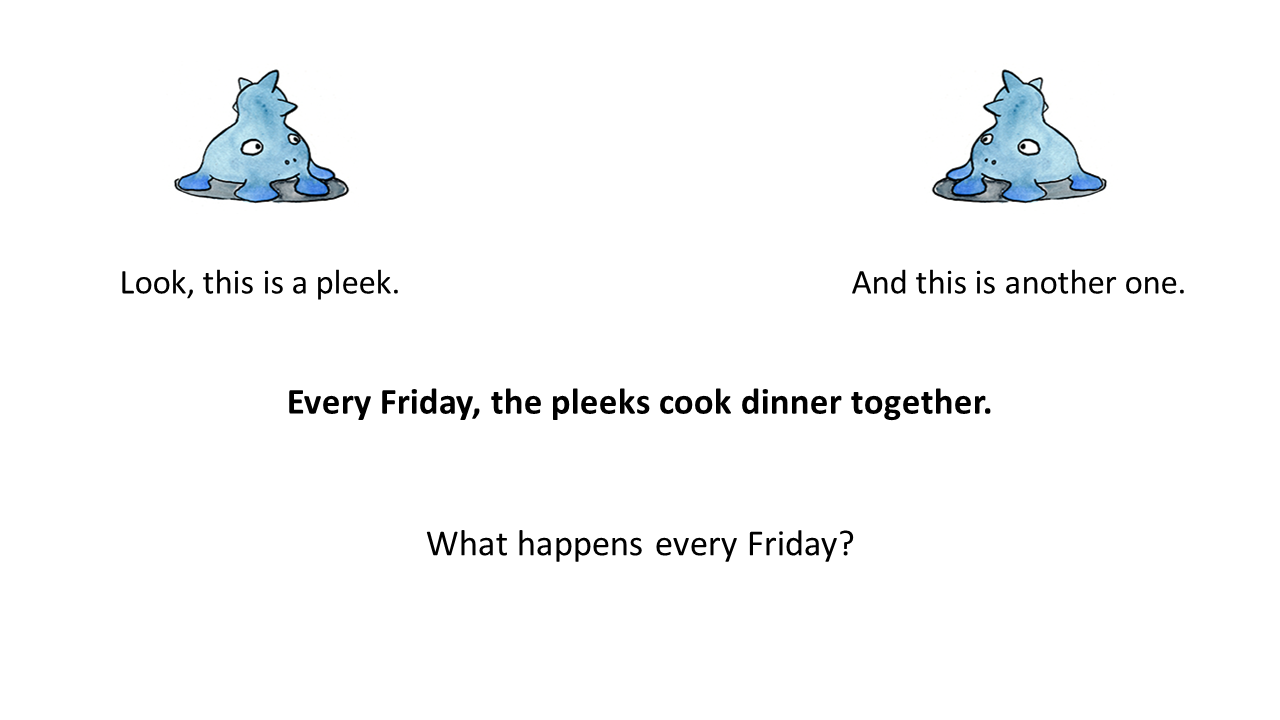 Look, this is a pleek.
And this is another one.
Every Friday, the pleeks cook dinner together.
What happens every Friday?